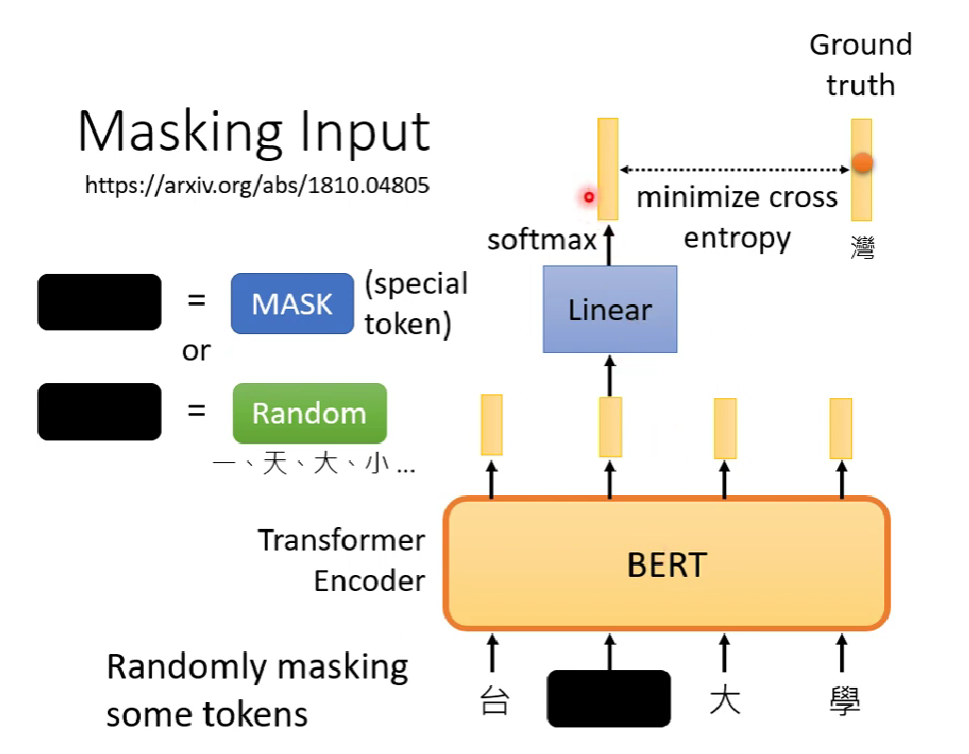 Masking Input
https://arxiv.org/abs/1810.04805
Ground
truth
minimize cross
entropy
灣
softmax
Linear
=
MASK
(special
token)
or
=
Random
一、天、大、小 ...
Transformer
Encoder
BERT
Randomly masking
some tokens
台
大
學